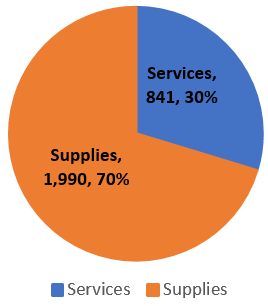 Services,
841, 30%
Supplies,
1,990, 70%
Services Supplies